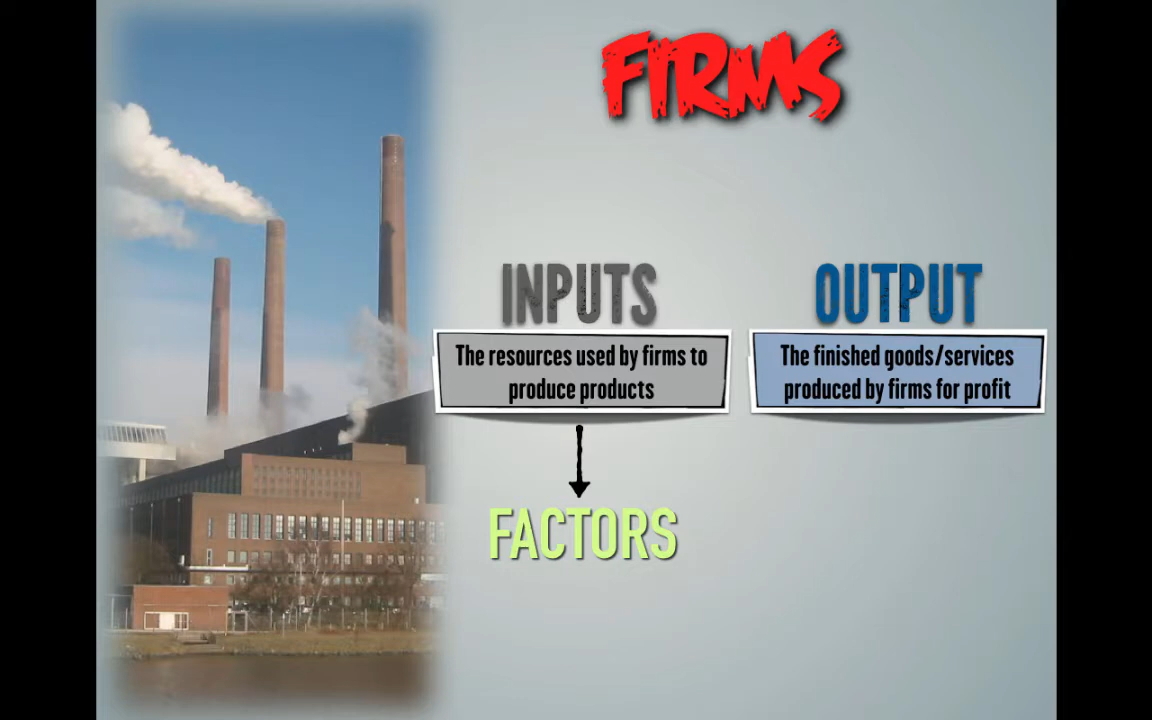 FIRMS
INPUTS
The resources used by firms to
produce products
OUTPUT
The finished goods/services
produced by firms for profit
FACTORS